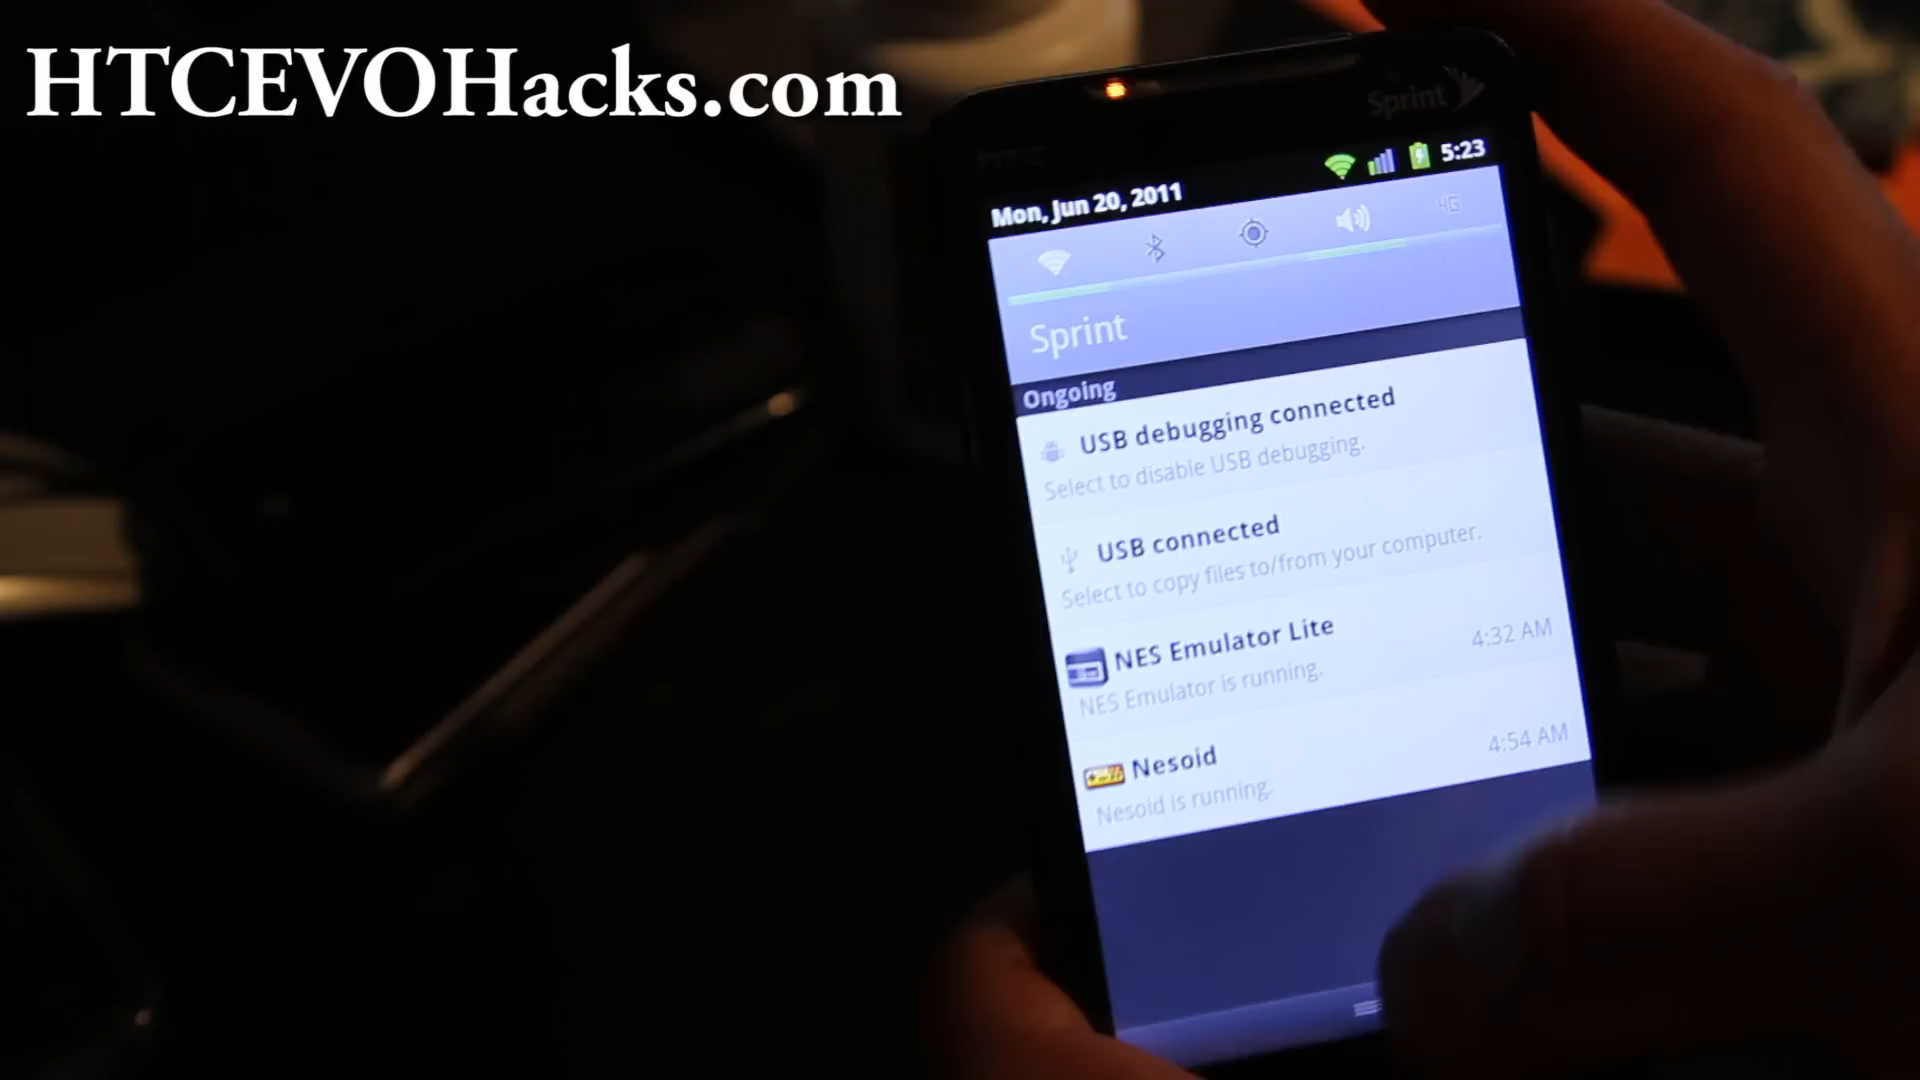 HTCEVOHacks.com
Sprint
hTC
5:23
Mon, Jun 20, 2011
4G
Sprint
Ongoing
USB debugging connected
Select to disable USB debugging.
USB connected
Select to copy files to/from your computer.
NES Emulator Lite
4:32 AM
NES Emulator is running.
Nesoid
4:54 AM
Nesoid is running.